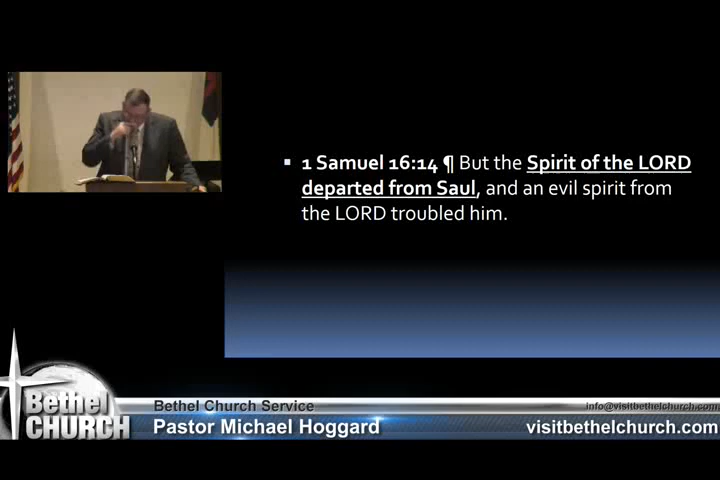 ▪ 1 Samuel 16:14 ¶ But the Spirit of the LORD
departed from Saul, and an evil spirit from
the LORD troubled him.
Bethel
CHURCH
Bethel Church Service
info@visitbethelchurch.com
Pastor Michael Hoggard
visitbethelchurch.com